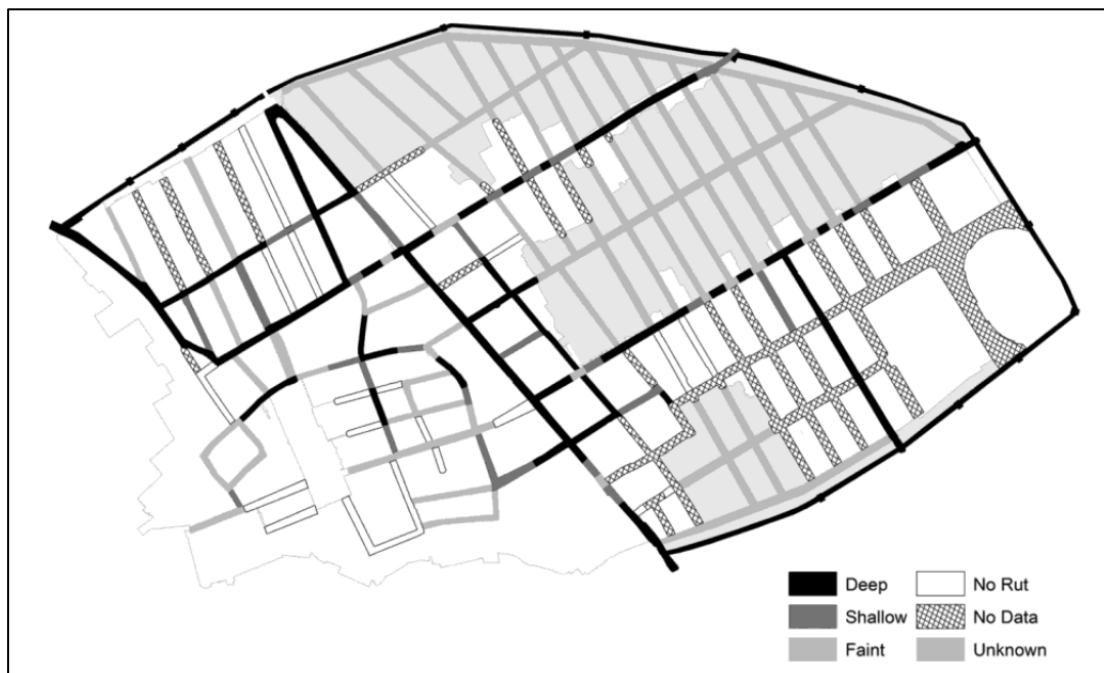 Deep
No Rut
Shallow
No Data
Faint
Unknown